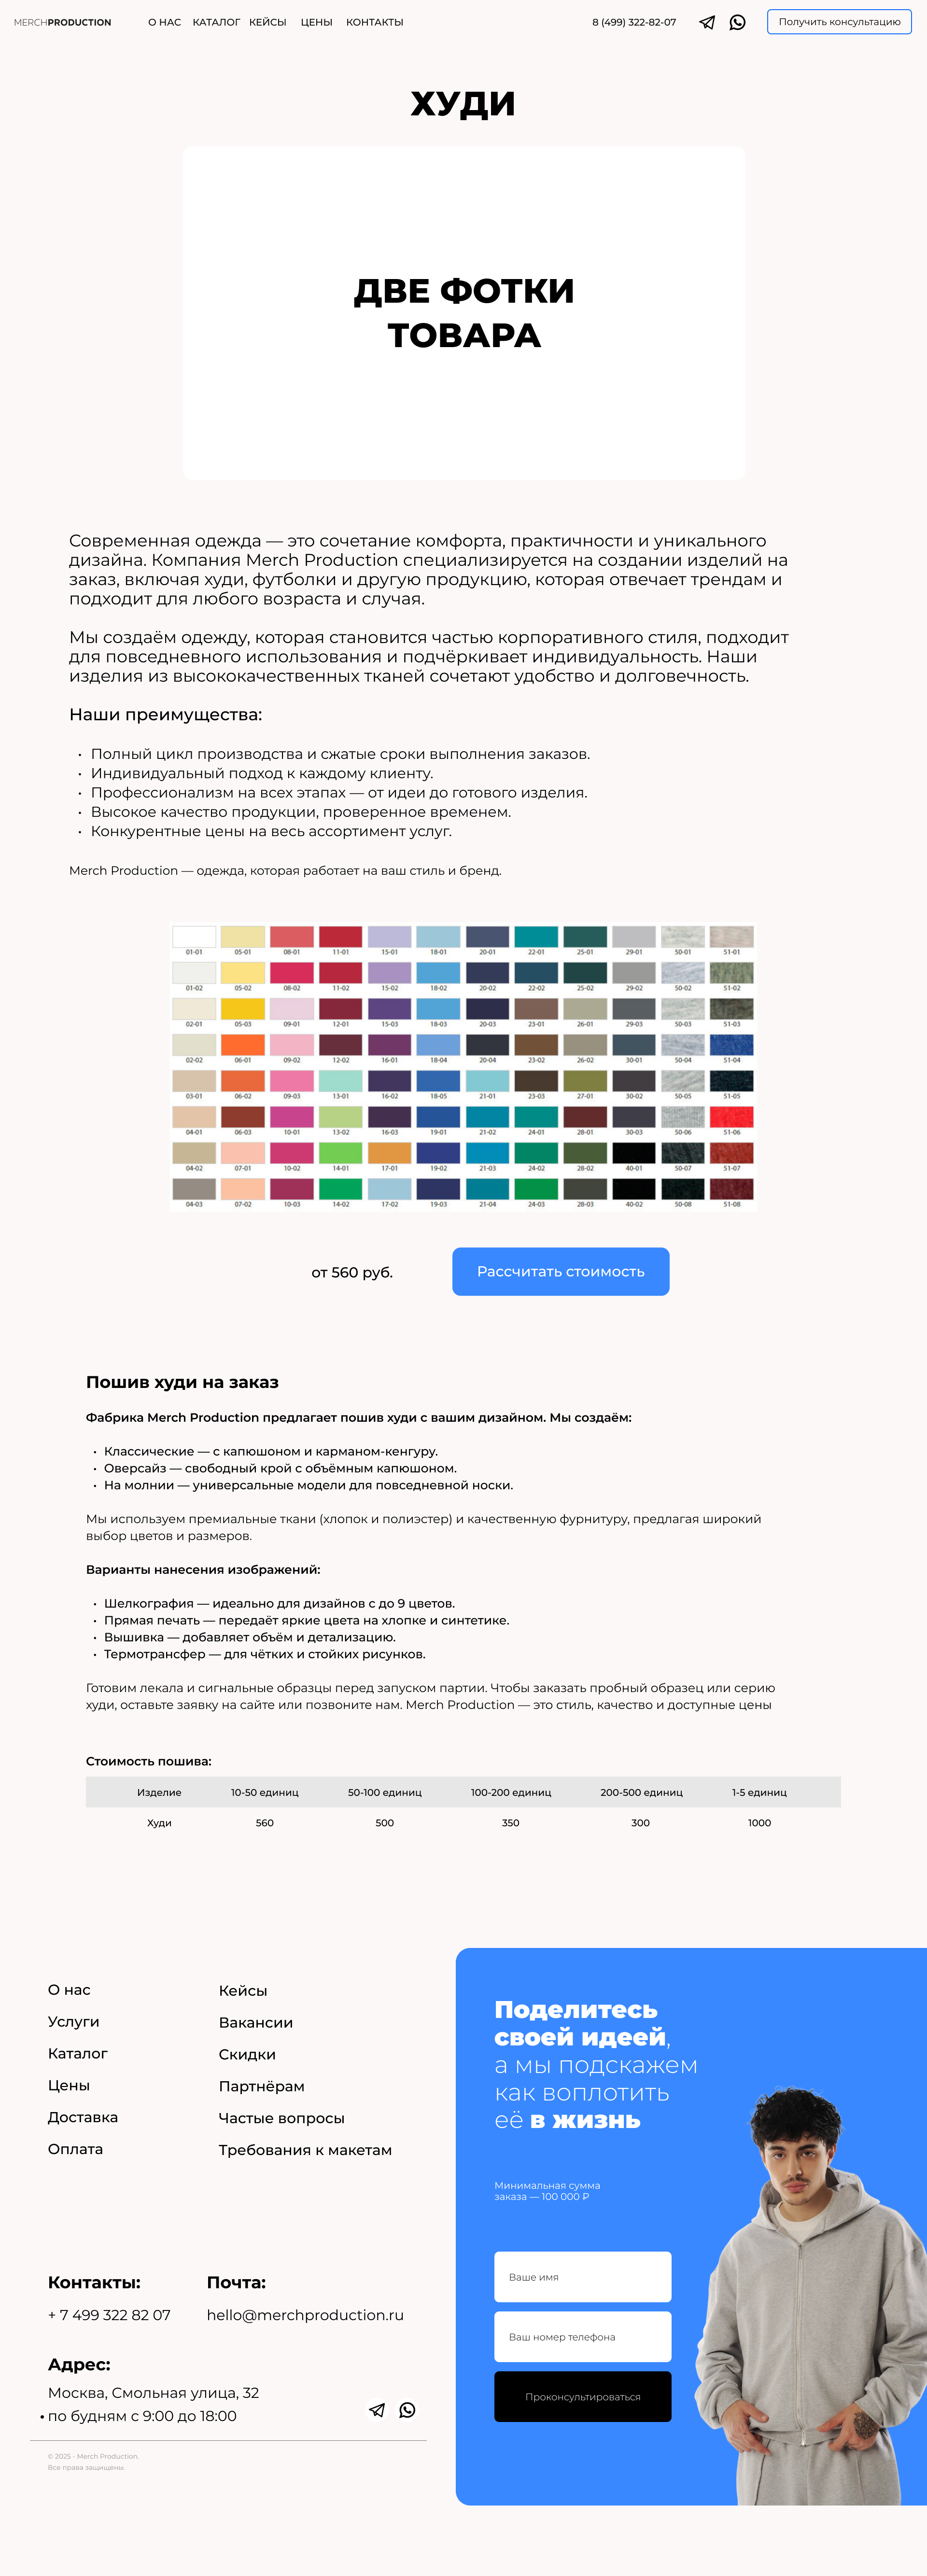 MERCHPRODUCTION О НАС КАТАЛОГ КЕЙСЫ ЦЕНЫ КОНТАКТЫ 8 (499) 322-82-07 Получить консультацию
ХУДИ
ДВЕ ФОТКИ
ТОВАРА
Современная одежда — это сочетание комфорта, практичности и уникального
дизайна. Компания Merch Production специализируется на создании изделий на
заказ, включая худи, футболки и другую продукцию, которая отвечает трендам и
подходит для любого возраста и случая.
Мы создаём одежду, которая становится частью корпоративного стиля, подходит
для повседневного использования и подчёркивает индивидуальность. Наши
изделия из высококачественных тканей сочетают удобство и долговечность.
Наши преимущества:
• Полный цикл производства и сжатые сроки выполнения заказов.
• Индивидуальный подход к каждому клиенту.
• Профессионализм на всех этапах — от идеи до готового изделия.
• Высокое качество продукции, проверенное временем.
• Конкурентные цены на весь ассортимент услуг.
Merch Production — одежда, которая работает на ваш стиль и бренд.
01-01 05-01 08-01 11-01 15-01 18-01 20-01 22-01 25-01 29-01 50-01 51-01
01-02 05-02 08-02 11-02 15-02 18-02 20-02 22-02 25-02 29-02 50-02 51-02
02-01 05-03 09-01 12-01 15-03 18-03 20-03 23-01 26-01 29-03 50-03 51-03
02-02 06-01 09-02 12-02 16-01 18-04 20-04 23-02 26-02 30-01 50-04 51-04
03-01 06-02 09-03 13-01 16-02 18-05 21-01 23-03 27-01 30-02 50-05 51-05
04-01 06-03 10-01 13-02 16-03 19-01 21-02 24-01 28-01 30-03 50-06 51-06
04-02 07-01 10-02 14-01 17-01 19-02 21-03 24-02 28-02 40-01 50-07 51-07
04-03 07-02 10-03 14-02 17-02 19-03 21-04 24-03 28-03 40-02 50-08 51-08
от 560 руб. Рассчитать стоимость
Пошив худи на заказ
Фабрика Merch Production предлагает пошив худи с вашим дизайном. Мы создаём:
• Классические — с капюшоном и карманом-кенгуру.
• Оверсайз — свободный крой с объёмным капюшоном.
• На молнии — универсальные модели для повседневной носки.
Мы используем премиальные ткани (хлопок и полиэстер) и качественную фурнитуру, предлагая широкий
выбор цветов и размеров.
Варианты нанесения изображений:
• Шелкография — идеально для дизайнов с до 9 цветов.
• Прямая печать — передаёт яркие цвета на хлопке и синтетике.
• Вышивка — добавляет объём и детализацию.
• Термотрансфер — для чётких и стойких рисунков.
Готовим лекала и сигнальные образцы перед запуском партии. Чтобы заказать пробный образец или серию
худи, оставьте заявку на сайте или позвоните нам. Merch Production — это стиль, качество и доступные цены
Стоимость пошива:
Изделие 10-50 единиц 50-100 единиц 100-200 единиц 200-500 единиц 1-5 единиц
Худи 560 500 350 300 1000
О нас
Услуги
Каталог
Цены
Доставка
Оплата
Кейсы
Вакансии
Скидки
Партнёрам
Частые вопросы
Требования к макетам
Контакты:
+ 7 499 322 82 07
Почта:
hello@merchproduction.ru
Адрес:
Москва, Смольная улица, 32
• по будням с 9:00 до 18:00
© 2025 - Merch Production.
Все права защищены.
Поделитесь
своей идеей,
а мы подскажем
как воплотить
её в жизнь
Минимальная сумма
заказа — 100 000 ₽
Ваше имя
Ваш номер телефона
Проконсультироваться